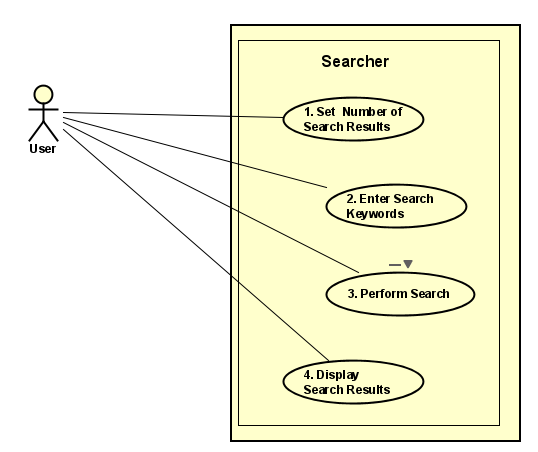 Searcher
1. Set Number of
Search Results
User
2. Enter Search
Keywords
3. Perform Search
4. Display
Search Results